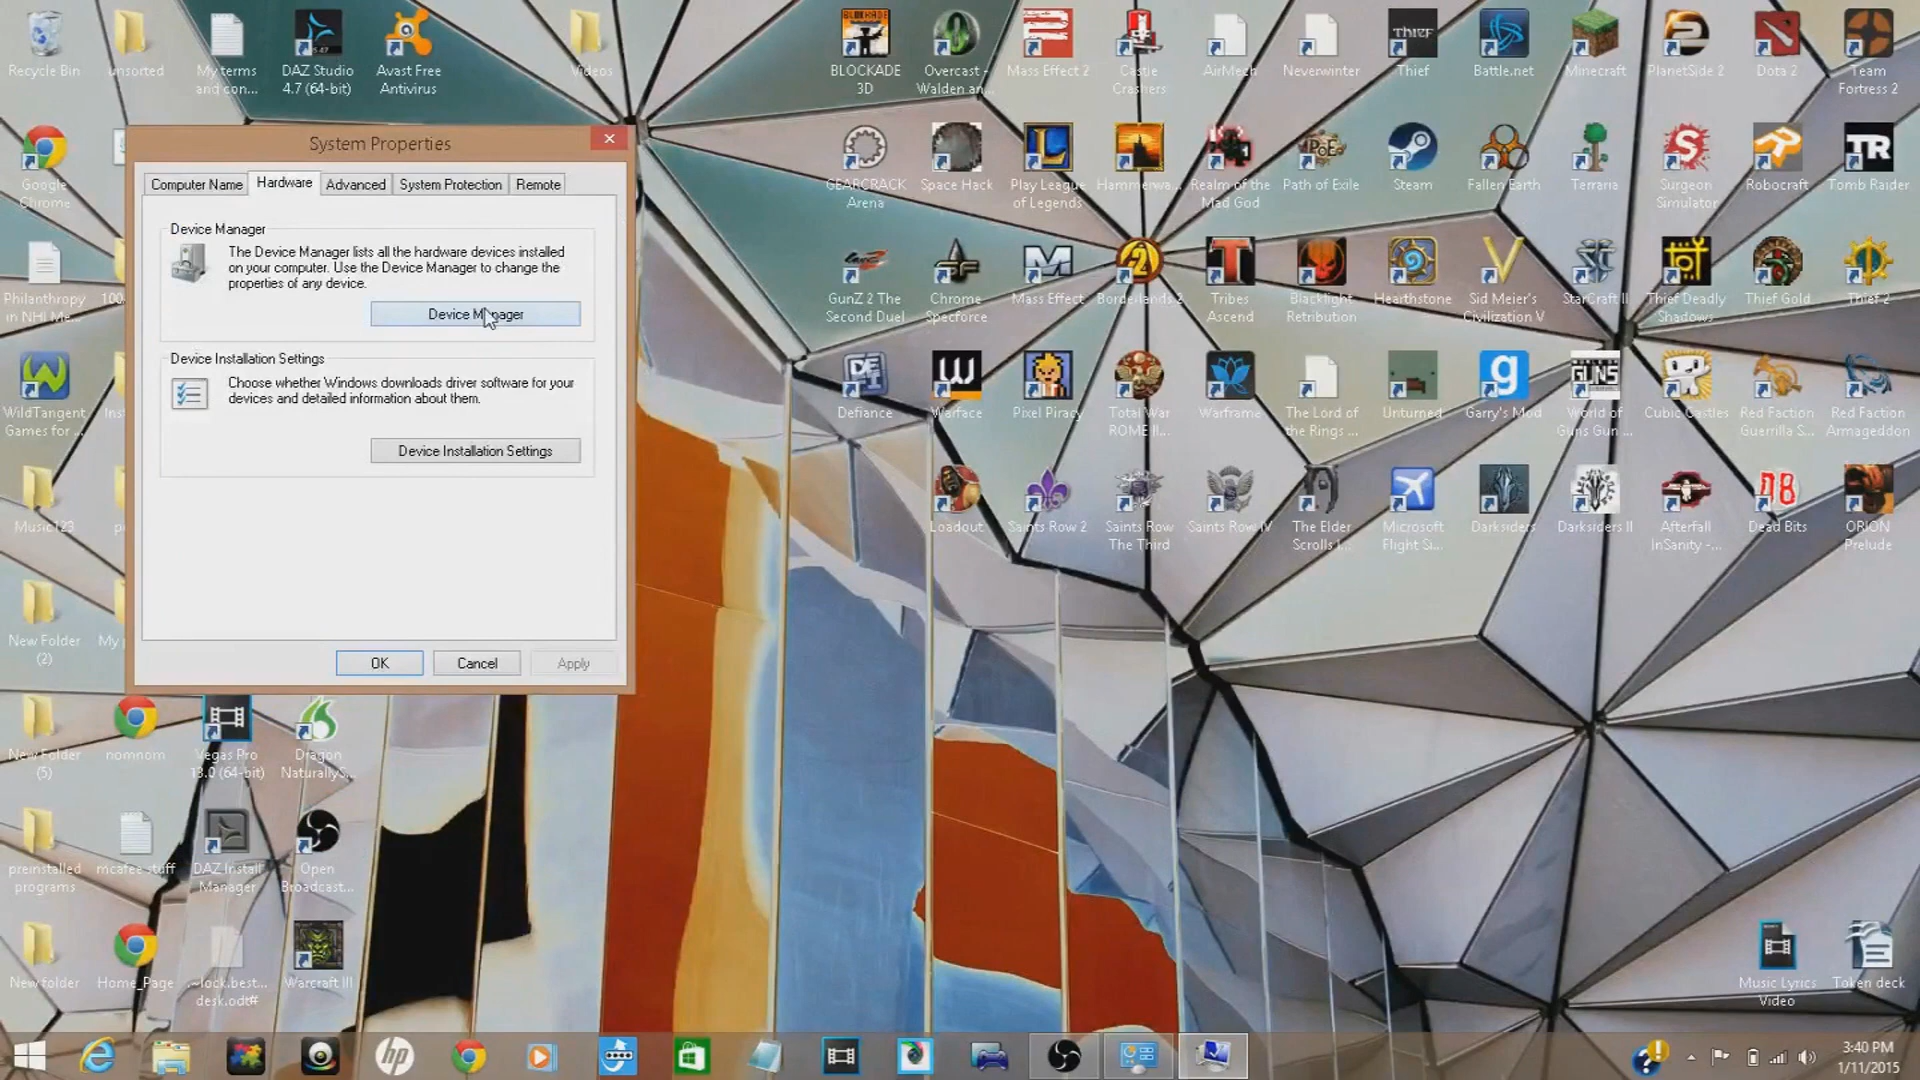 Recycle Bin
unsorted
My terms
and con...
DAZ Studio
4.7 (64-bit)
Avast Free
Antivirus
Videos
BLOCKADE
3D
Overcast -
Walden an...
Mass Effect 2
Castle
Crashers
AirMech
Neverwinter
Thief
Battle.net
Minecraft
PlanetSide 2
Dota 2
Team
Fortress 2
System Properties
Computer Name
Hardware
Advanced
System Protection
Remote
Device Manager
The Device Manager lists all the hardware devices installed
on your computer. Use the Device Manager to change the
properties of any device.
Device Manager
Device Installation Settings
Choose whether Windows downloads driver software for your
devices and detailed information about them.
Device Installation Settings
OK
Cancel
Apply
Google
Chrome
GEARCRACK
Arena
Space Hack
Play League
of Legends
Hammerwa...
Realm of the
Mad God
Path of Exile
Steam
Fallen Earth
Terraria
Surgeon
Simulator
Robocraft
Tomb Raider
Philanthropy
in NHI Me...
100
GunZ 2 The
Second Duel
Chrome
Specforce
Mass Effect
Borderlands 2
Tribes
Ascend
Blacklight
Retribution
Hearthstone
Sid Meier's
Civilization V
StarCraft II
Thief Deadly
Shadows
Thief Gold
Thief 2
WildTangent
Games for ...
Inst
Defiance
Warface
Pixel Piracy
Total War
ROME II...
Warframe
The Lord of
the Rings ...
Unturned
Garry's Mod
World of
Guns Gun ...
Cubic Castles
Red Faction
Guerrilla S...
Red Faction
Armageddon
Music123
Loadout
Saints Row 2
Saints Row
The Third
Saints Row IV
The Elder
Scrolls I...
Microsoft
Flight Si...
Darksiders
Darksiders II
Afterfall
InSanity -...
Dead Bits
ORION
Prelude
New Folder
(2)
My p
New Folder
(5)
nomnom
Vegas Pro
13.0 (64-bit)
Dragon
NaturallyS...
preinstalled
programs
mcafee stuff
DAZ Install
Manager
Open
Broadcast...
New folder
Home_Page
~lock.best...
desk.odt#
Warcraft III
Music Lyrics
Video
Token deck
3:40 PM
1/11/2015